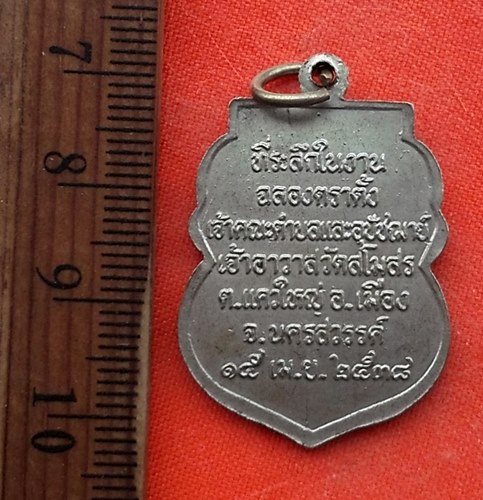 7
8
9
10
ที่ระลึกในงาน
ฉลองตราตั้ง
เจ้าคณะตำบลและอุปัชฌาย์
เจ้าอาวาสวัดสโมสร
ต.แควใหญ่ อ.เมือง
จ.นครสวรรค์
๑๕ เม.ย. ๒๕๓๘